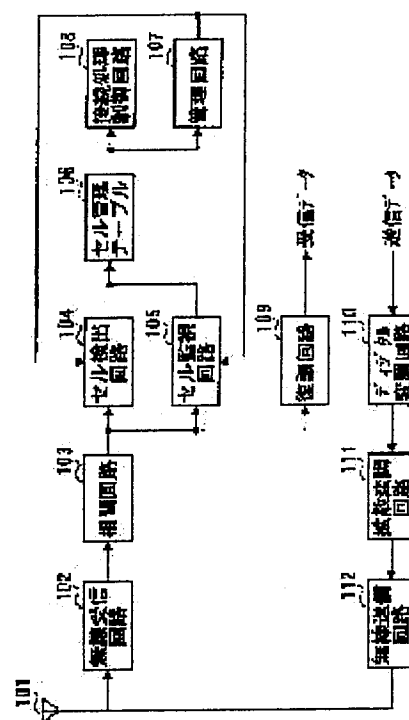 101
102
無線受信
回路
103
相関回路
104
セル検出
回路
105
セル監視
回路
106
セル管理
テーブル
108
接続処理
制御回路
107
管理回路
109
復調回路
受信データ
送信データ
110
ディジタル
変調回路
111
拡散変調
回路
112
無線送信
回路